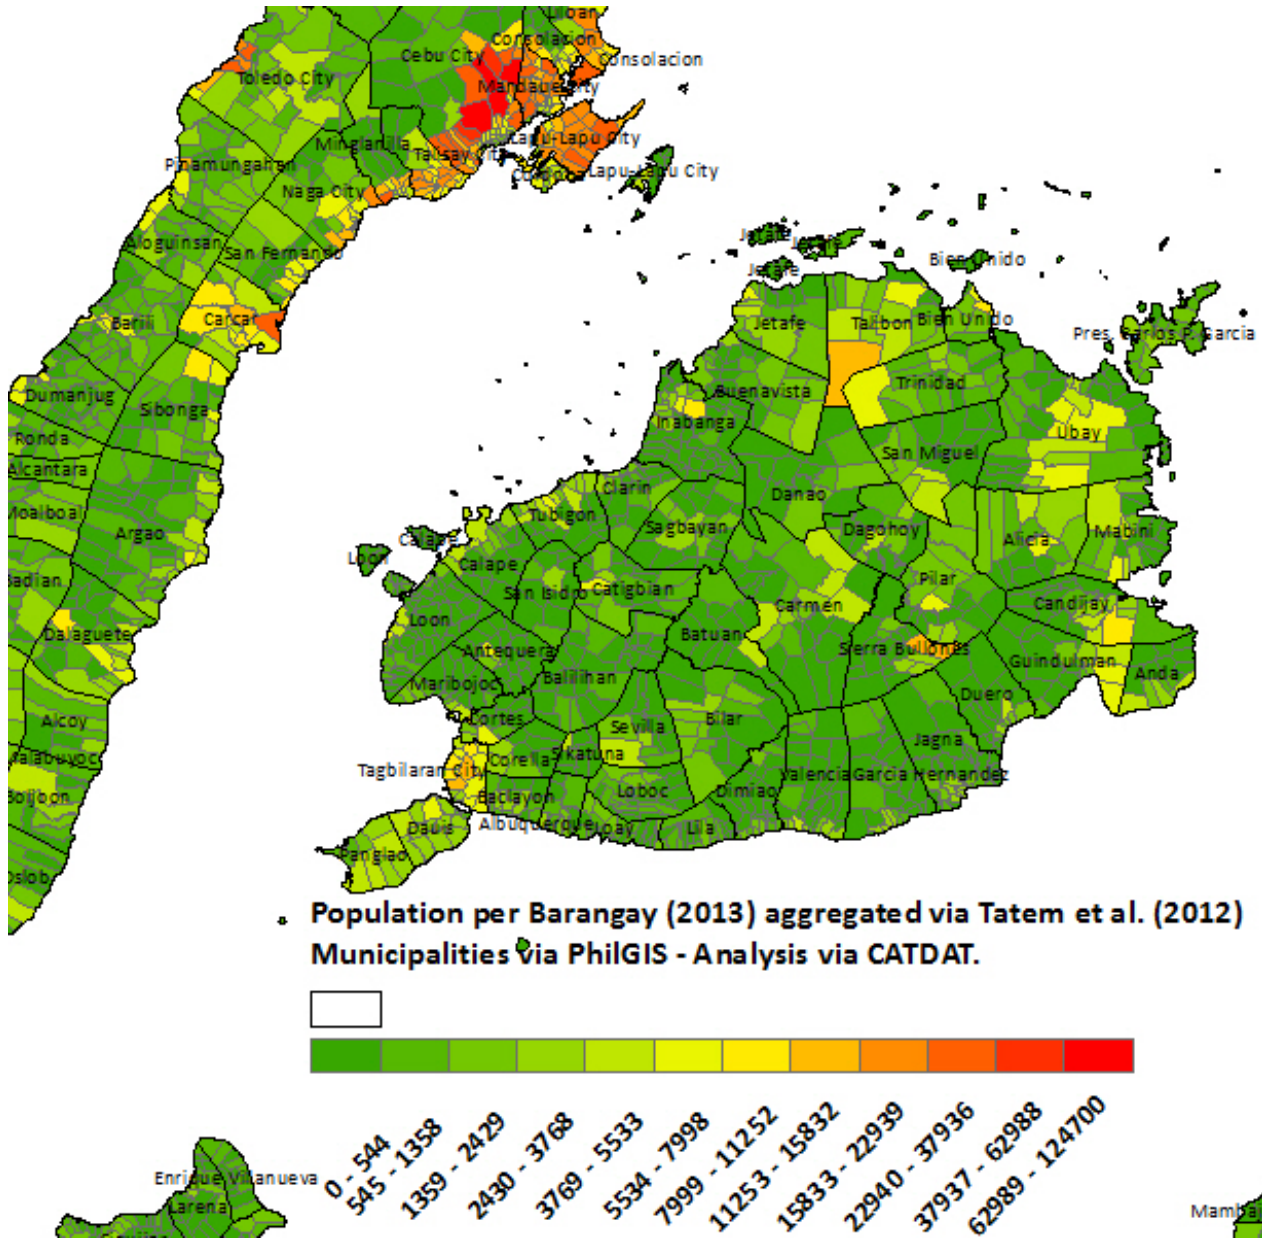 Liloan
Consolacion
Cebu City
Consolacion
Toledo City
Mandaue City
Minglanilla
Lapu-Lapu City
Talisay City
Pinamungahan
Cordova
Lapu-Lapu City
Naga City
Jetafe
Jetafe
Aloguinsan
San Fernando
Bien Unido
Jetafe
Barili
Carcar
Jetafe
Talibon
Bien Unido
Pres. Carlos P. Garcia
Dumanjug
Buenavista
Trinidad
Sibonga
Inabanga
Ubay
Ronda
San Miguel
Alcantara
Clarin
Danao
Moalboal
Tubigon
Sagbayan
Dagohoy
Alicia
Mabini
Argao
Calape
Loon
Calape
Badian
San Isidro
Catigbian
Pilar
Carmen
Candijay
Loon
Dalaguete
Batuan
Antequera
Sierra Bullones
Guindulman
Maribojoc
Balilihan
Anda
Duero
Alcoy
Cortes
Sevilla
Bilar
Jagna
Malabuyoc
Corella
Sikatuna
Tagbilaran City
Valencia
Garcia Hernandez
Boljoon
Baclayon
Loboc
Dimiao
Dauis
Albuquerque
Loay
Lila
Panglao
Oslob
Population per Barangay (2013) aggregated via Tatem et al. (2012)
Municipalities via PhilGIS - Analysis via CATDAT.
0 - 544
545 - 1358
1359 - 2429
2430 - 3768
3769 - 5533
5534 - 7998
7999 - 11252
11253 - 15832
15833 - 22939
22940 - 37936
37937 - 62988
62989 - 124700
Enrique Villanueva
Larena
Mambaj